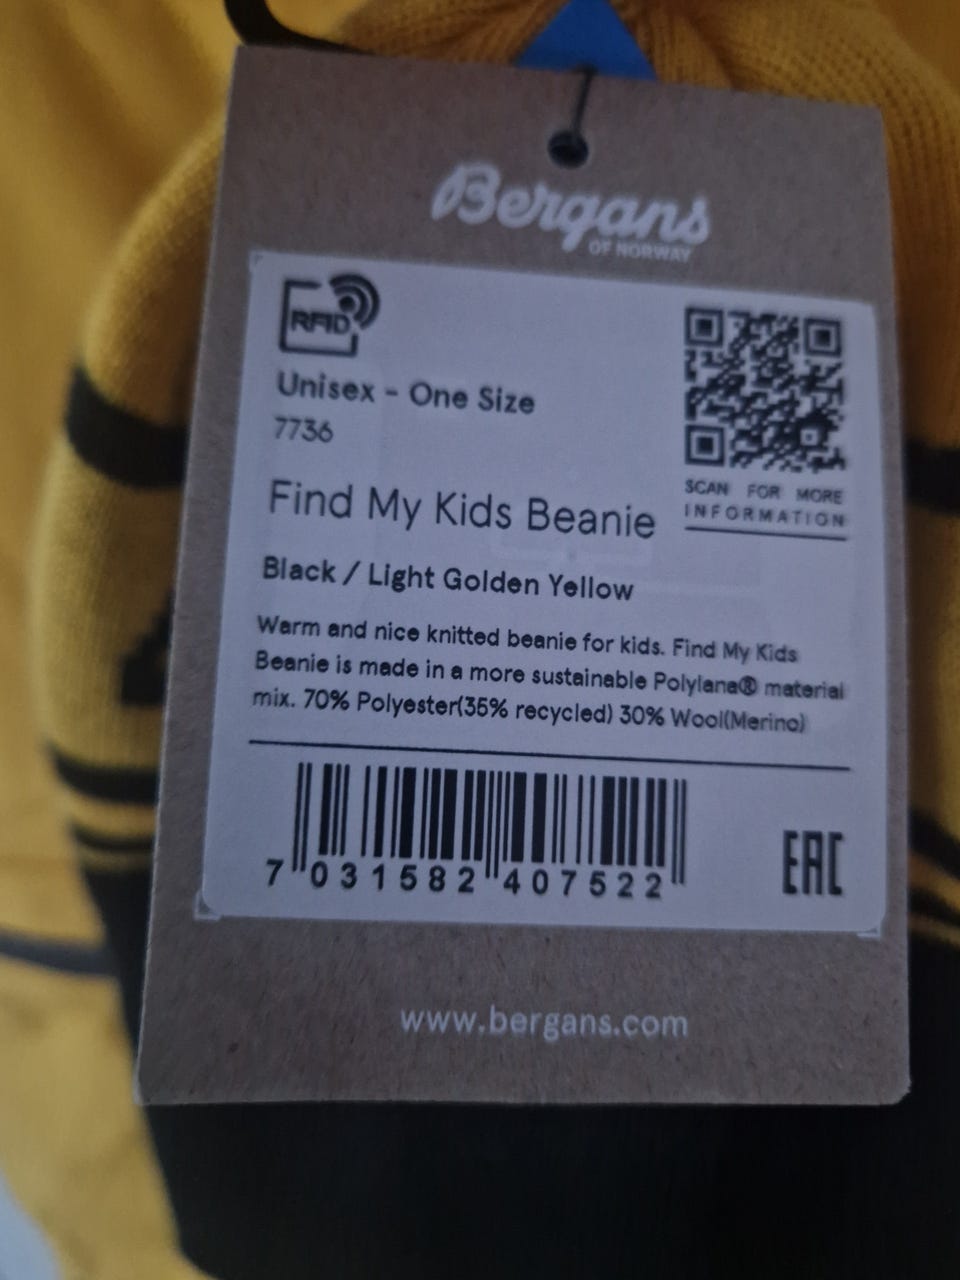 Bergans
OF NORWAY
RFID
Unisex - One Size
7736
SCAN FOR MORE
INFORMATION
Find My Kids Beanie
Black / Light Golden Yellow
Warm and nice knitted beanie for kids. Find My Kids
Beanie is made in a more sustainable Polylana® material
mix. 70% Polyester(35% recycled) 30% Wool(Merino)
7 031582 407522
EAC
www.bergans.com